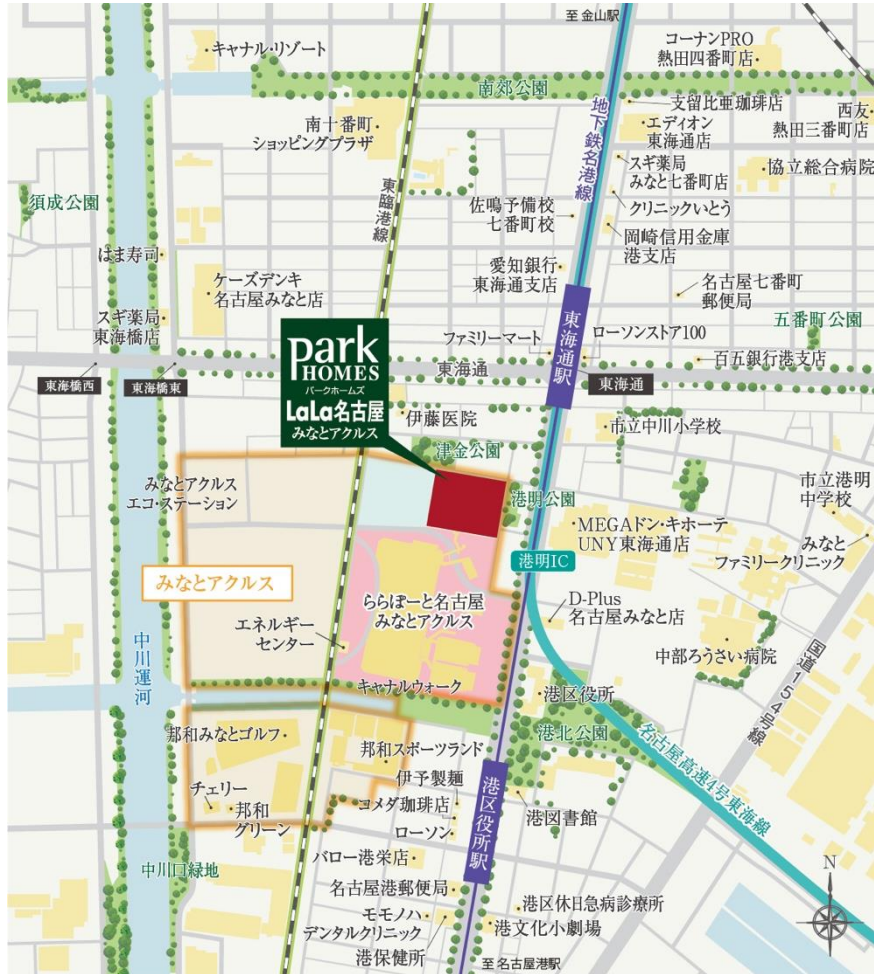 至 金山駅
コーナンPRO
熱田四番町店
キャナル・リゾート
南郊公園
支留比亜珈琲店
西友
熱田三番町店
エディオン
東海通店
南十番町
ショッピングプラザ
地下鉄名港線
スギ薬局
みなと七番町店
協立総合病院
東臨港線
須成公園
佐鳴予備校
七番町校
クリニックいとう
岡崎信用金庫
港支店
はま寿司
愛知銀行
東海通支店
ケーズデンキ
名古屋みなと店
名古屋七番町
郵便局
スギ薬局
東海橋店
五番町公園
park
HOMES
パークホームズ
LaLa名古屋
みなとアクルス
ファミリーマート
東海通駅
ローソンストア100
百五銀行港支店
東海橋西
東海橋東
東海通
東海通
伊藤医院
市立中川小学校
津金公園
みなとアクルス
エコ・ステーション
港明公園
市立港明
中学校
MEGAドン・キホーテ
UNY東海通店
みなと
ファミリークリニック
港明IC
みなとアクルス
ららぽーと名古屋
みなとアクルス
D-Plus
名古屋みなと店
エネルギー
センター
中部ろうさい病院
国道154号線
中川運河
キャナルウォーク
港区役所
港北公園
名古屋高速4号東海線
邦和みなとゴルフ
邦和スポーツランド
伊予製麺
チェリー
コメダ珈琲店
邦和
グリーン
港区役所駅
港図書館
ローソン
中川口緑地
バロー港栄店
N
名古屋港郵便局
港区休日急病診療所
モモノハ
デンタルクリニック
港文化小劇場
港保健所
至 名古屋港駅